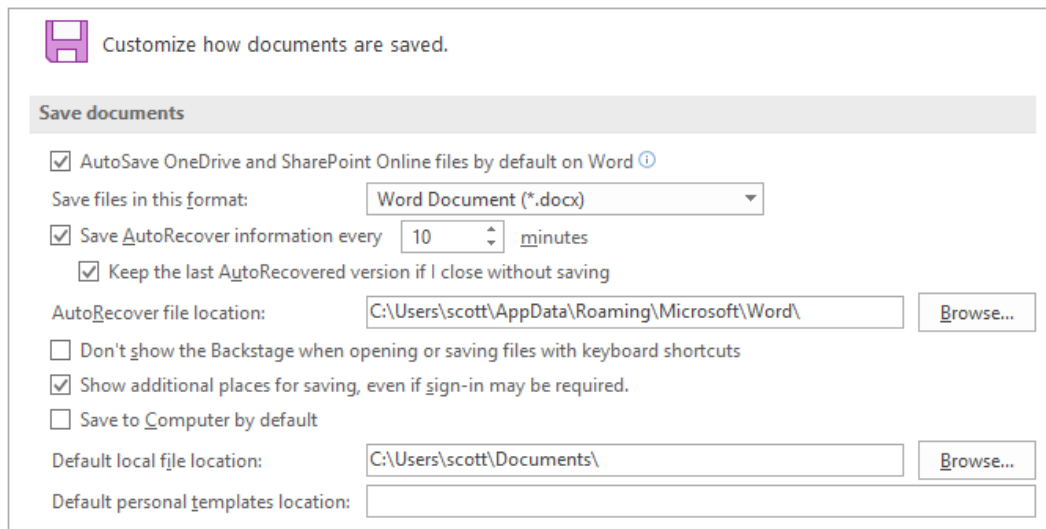 Customize how documents are saved.
Save documents
AutoSave OneDrive and SharePoint Online files by default on Word
Save files in this format: Word Document (*.docx)
Save AutoRecover information every 10 minutes
Keep the last AutoRecovered version if I close without saving
AutoRecover file location: C:\Users\scott\AppData\Roaming\Microsoft\Word\ Browse...
Don't show the Backstage when opening or saving files with keyboard shortcuts
Show additional places for saving, even if sign-in may be required.
Save to Computer by default
Default local file location: C:\Users\scott\Documents\ Browse...
Default personal templates location: